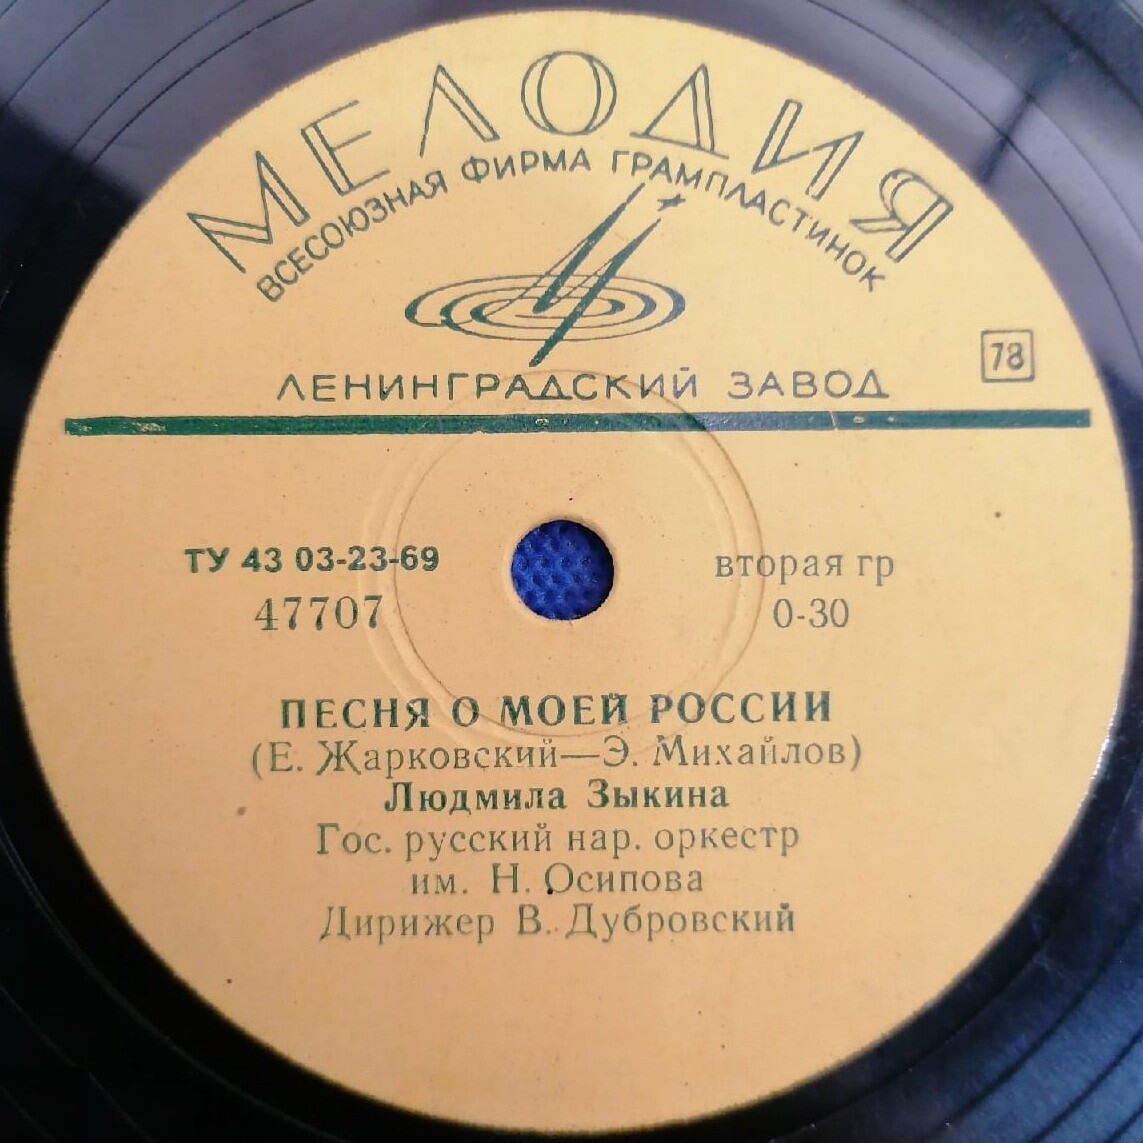 МЕЛОДИЯ
ВСЕСОЮЗНАЯ ФИРМА ГРАМПЛАСТИНОК
78
ЛЕНИНГРАДСКИЙ ЗАВОД
ТУ 43 03-23-69
вторая гр
47707
0-30
ПЕСНЯ О МОЕЙ РОССИИ
(Е. Жарковский—Э. Михайлов)
Людмила Зыкина
Гос. русский нар. оркестр
им. Н. Осипова
Дирижер В. Дубровский